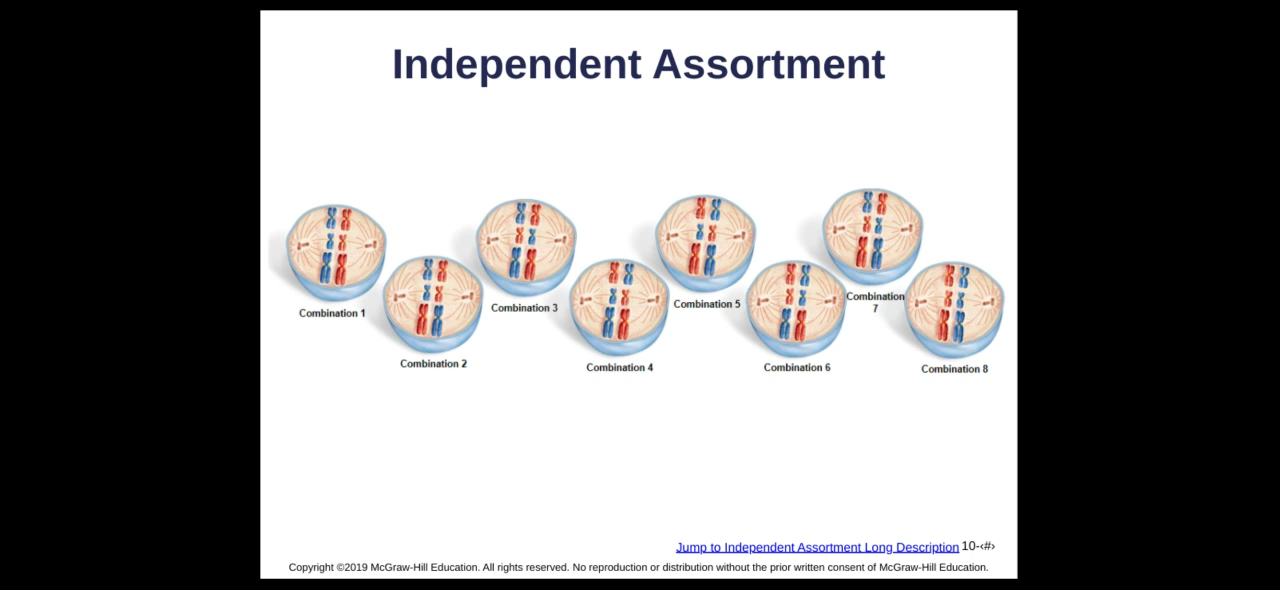 Independent Assortment
Combination 1
Combination 2
Combination 3
Combination 4
Combination 5
Combination 6
Combination
7
Combination 8
Jump to Independent Assortment Long Description 10-‹#›
Copyright ©2019 McGraw-Hill Education. All rights reserved. No reproduction or distribution without the prior written consent of McGraw-Hill Education.